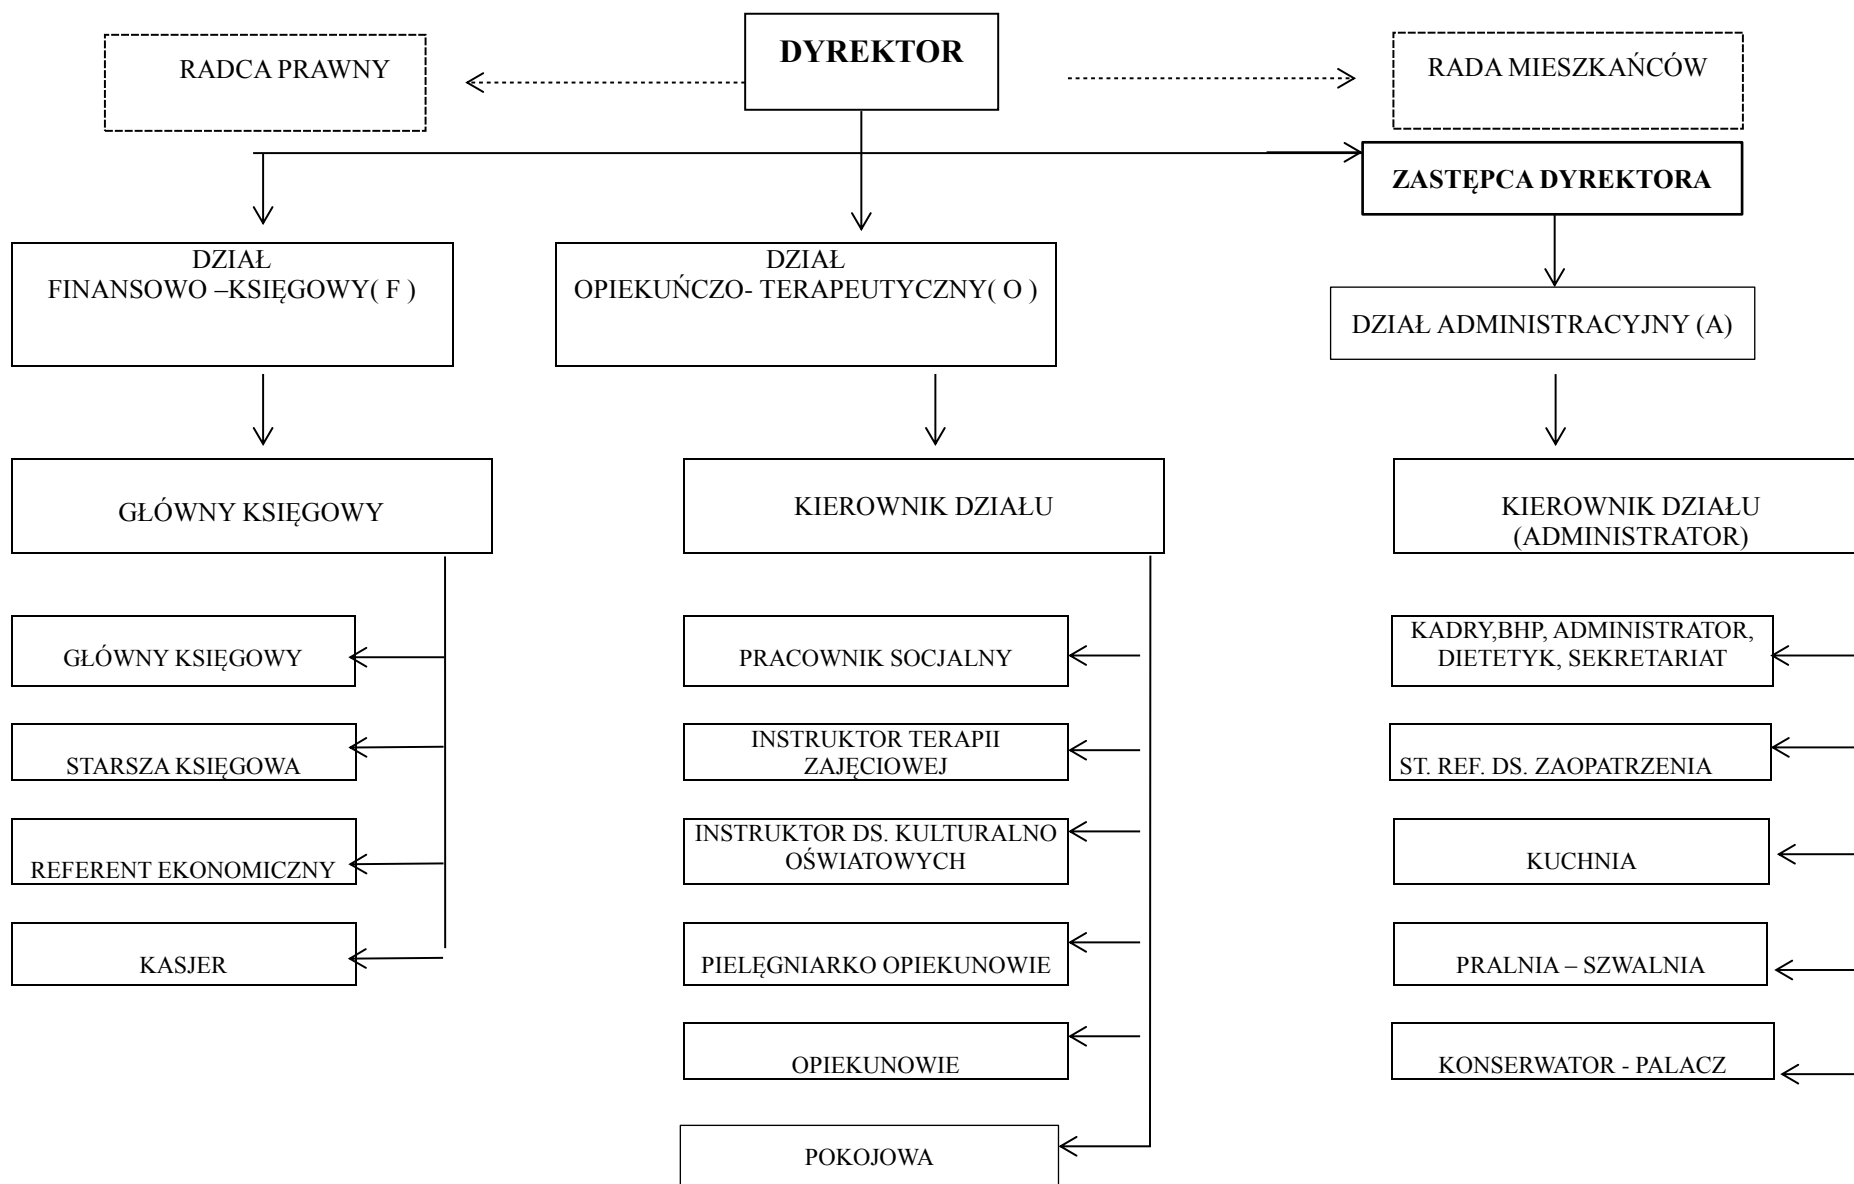 DYREKTOR
RADCA PRAWNY
RADA MIESZKAŃCÓW
ZASTĘPCA DYREKTORA
DZIAŁ
FINANSOWO –KSIĘGOWY( F )
DZIAŁ
OPIEKUŃCZO- TERAPEUTYCZNY( O )
DZIAŁ ADMINISTRACYJNY (A)
GŁÓWNY KSIĘGOWY
KIEROWNIK DZIAŁU
KIEROWNIK DZIAŁU
(ADMINISTRATOR)
GŁÓWNY KSIĘGOWY
STARSZA KSIĘGOWA
REFERENT EKONOMICZNY
KASJER
PRACOWNIK SOCJALNY
INSTRUKTOR TERAPII
ZAJĘCIOWEJ
INSTRUKTOR DS. KULTURALNO
OŚWIATOWYCH
PIELĘGNIARKO OPIEKUNOWIE
OPIEKUNOWIE
POKOJOWA
KADRY,BHP, ADMINISTRATOR,
DIETETYK, SEKRETARIAT
ST. REF. DS. ZAOPATRZENIA
KUCHNIA
PRALNIA – SZWALNIA
KONSERWATOR - PALACZ